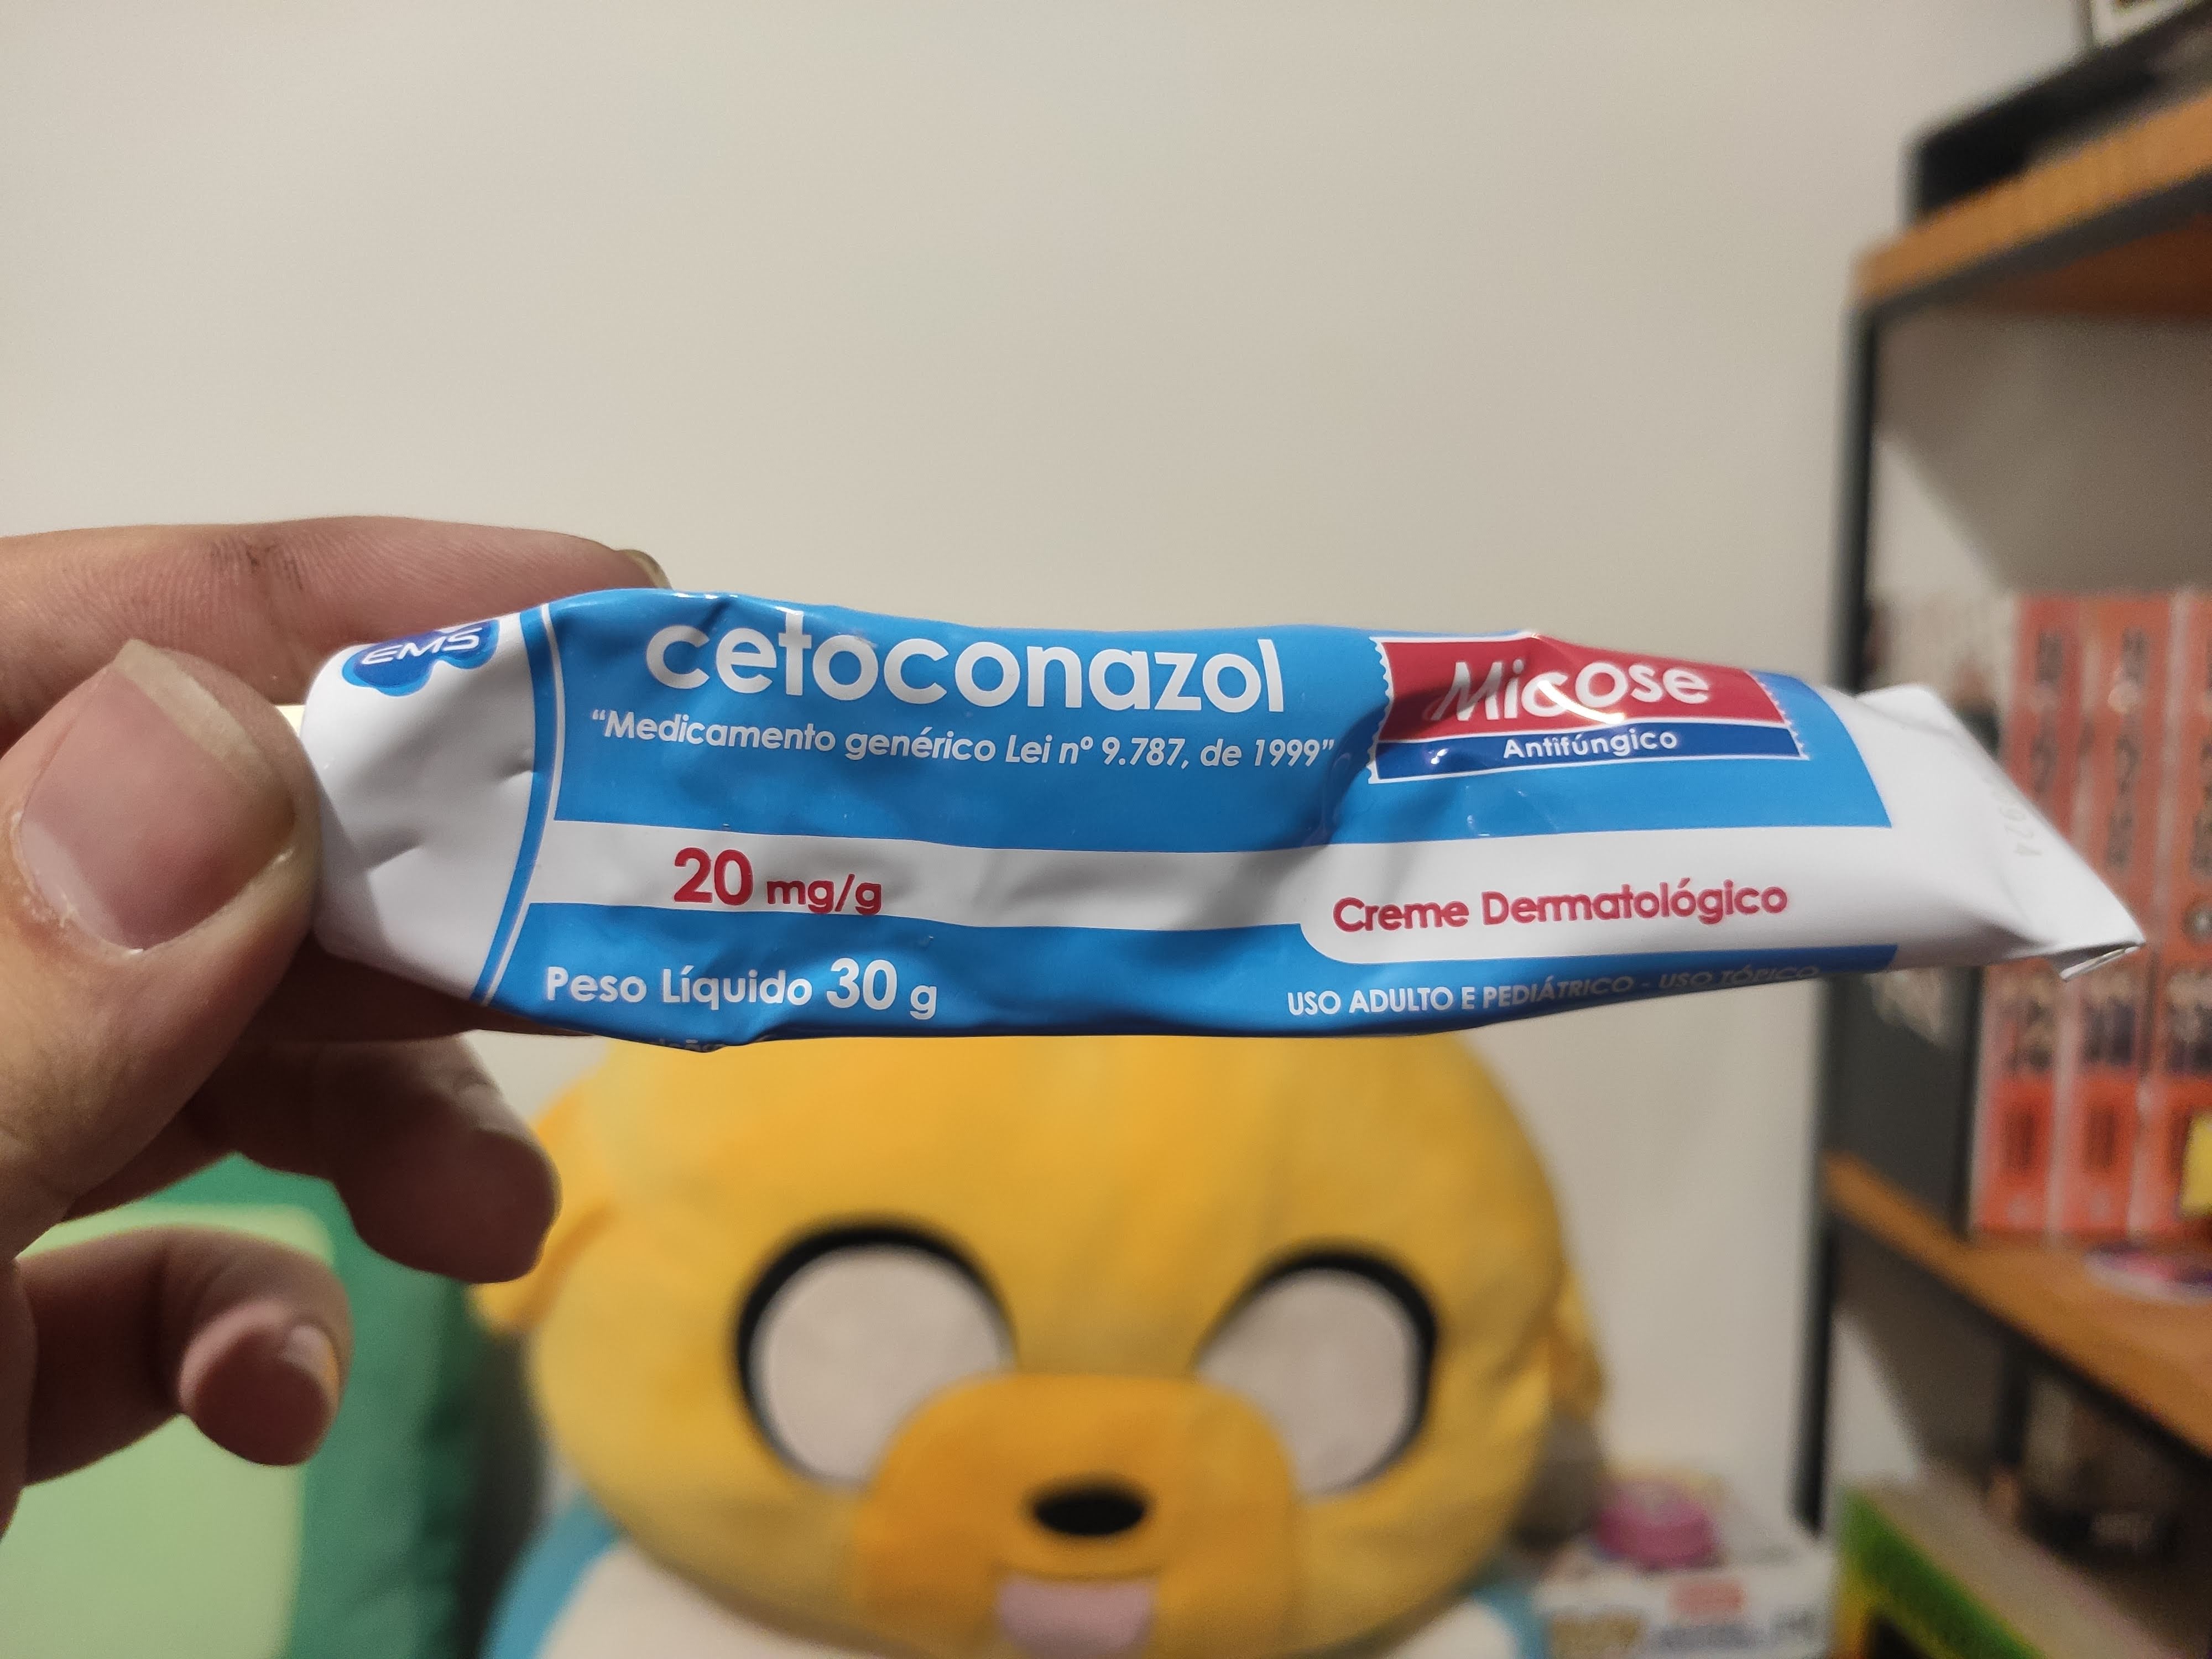 EMS
cetoconazol
"Medicamento genérico Lei nº 9.787, de 1999"
Micose
Antifúngico
20 mg/g
Creme Dermatológico
Peso Líquido 30 g
USO ADULTO E PEDIÁTRICO - USO TÓPICO